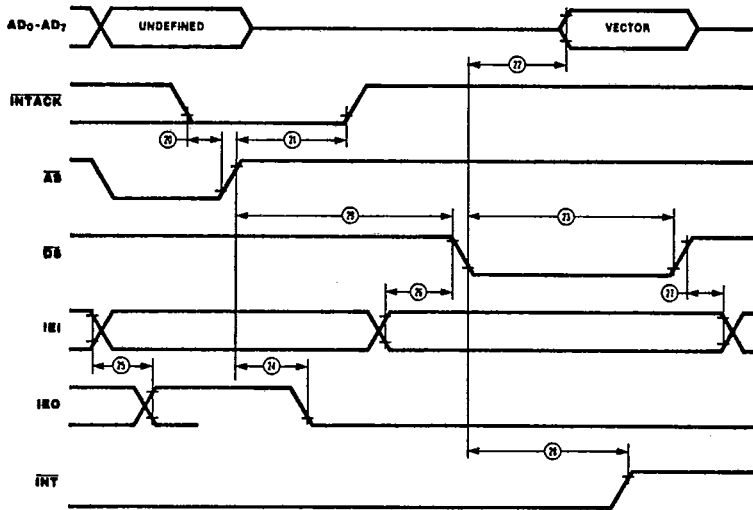 AD0-AD7 UNDEFINED VECTOR
22
INTACK
20 21
AS
29 23
DS
26 27
IEI
25 24
IEO
28
INT